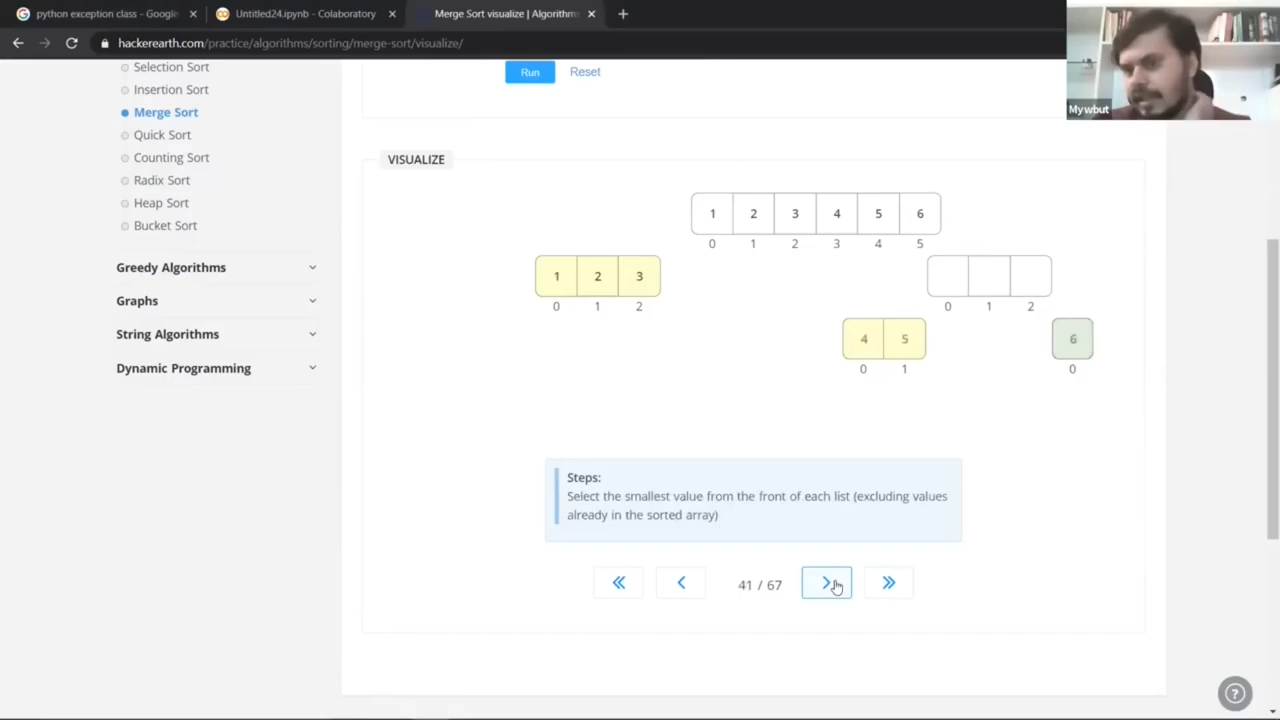 python exception class - Google
Untitled24.ipynb - Colaboratory
Merge Sort visualize | Algorithms
hackerearth.com/practice/algorithms/sorting/merge-sort/visualize/
Mywbut
Selection Sort
Insertion Sort
Merge Sort
Quick Sort
Counting Sort
Radix Sort
Heap Sort
Bucket Sort
Greedy Algorithms
Graphs
String Algorithms
Dynamic Programming
Run Reset
VISUALIZE
1 2 3 4 5 6
0 1 2 3 4 5
1 2 3
0 1 2
0 1 2
4 5 6
0 1 0
Steps:
Select the smallest value from the front of each list (excluding values
already in the sorted array)
41 / 67
?